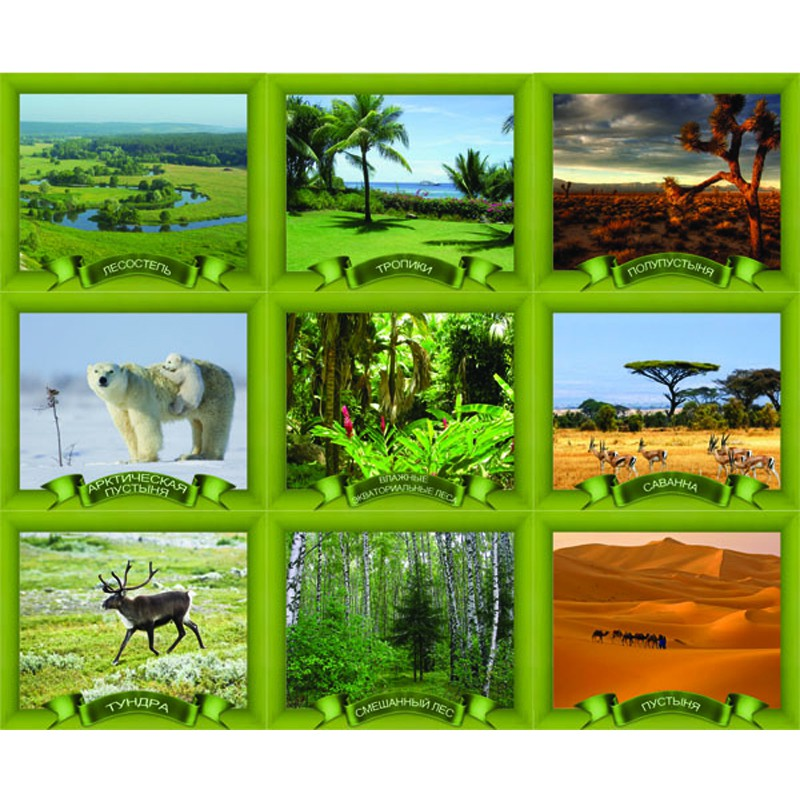 ЛЕСОСТЕПЬ
ТРОПИКИ
ПОЛУПУСТЫНЯ
АРКТИЧЕСКАЯ
ПУСТЫНЯ
ВЛАЖНЫЕ
ЭКВАТОРИАЛЬНЫЕ ЛЕСА
САВАННА
ТУНДРА
СМЕШАННЫЙ ЛЕС
ПУСТЫНЯ